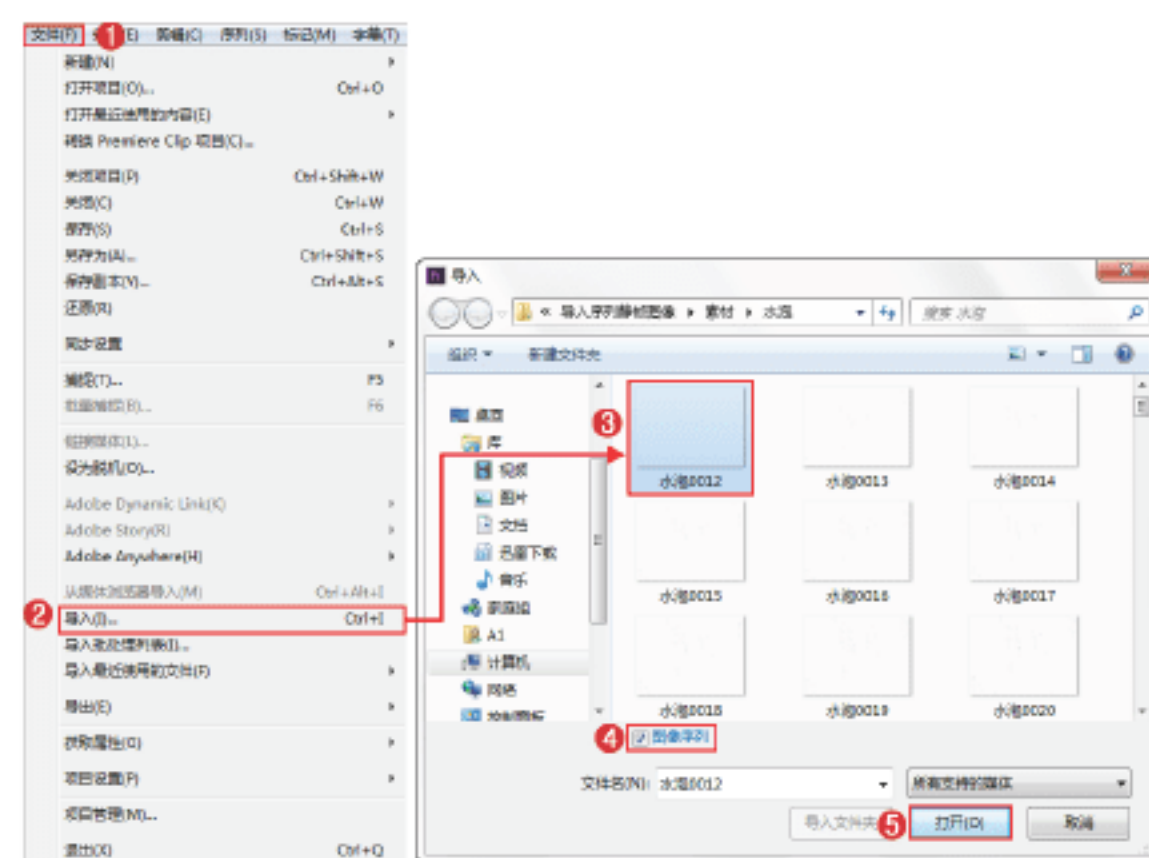 文件(F) (E) 剪辑(C) 序列(S) 标记(M) 字幕(T)
1
新建(N)
打开项目(O)... Ctrl+O
打开最近使用的内容(E)
转换 Premiere Clip 项目(C)...
关闭项目(P) Ctrl+Shift+W
关闭(C) Ctrl+W
保存(S) Ctrl+S
另存为(A)... Ctrl+Shift+S
保存副本(Y)... Ctrl+Alt+S
还原(R)
同步设置
捕捉(T)... F5
批量捕捉(B)... F6
链接媒体(L)...
设为脱机(O)...
Adobe Dynamic Link(K)
Adobe Story(R)
Adobe Anywhere(H)
从媒体浏览器导入(M) Ctrl+Alt+I
2
导入(I)... Ctrl+I
导入批处理列表(I)...
导入最近使用的文件(F)
导出(E)
获取属性(G)
项目设置(P)
项目管理(M)...
退出(X) Ctrl+Q
导入
« 导入序列静帧图像 ▸ 素材 ▸ 水泡
搜索 水泡
组织 新建文件夹
桌面
库
视频
图片
文档
迅雷下载
音乐
家庭组
A1
计算机
网络
控制面板
3
水泡0012 水泡0013 水泡0014
水泡0015 水泡0016 水泡0017
水泡0018 水泡0019 水泡0020
4
图像序列
文件名(N): 水泡0012 所有支持的媒体
导入文件夹 5 打开(O) 取消